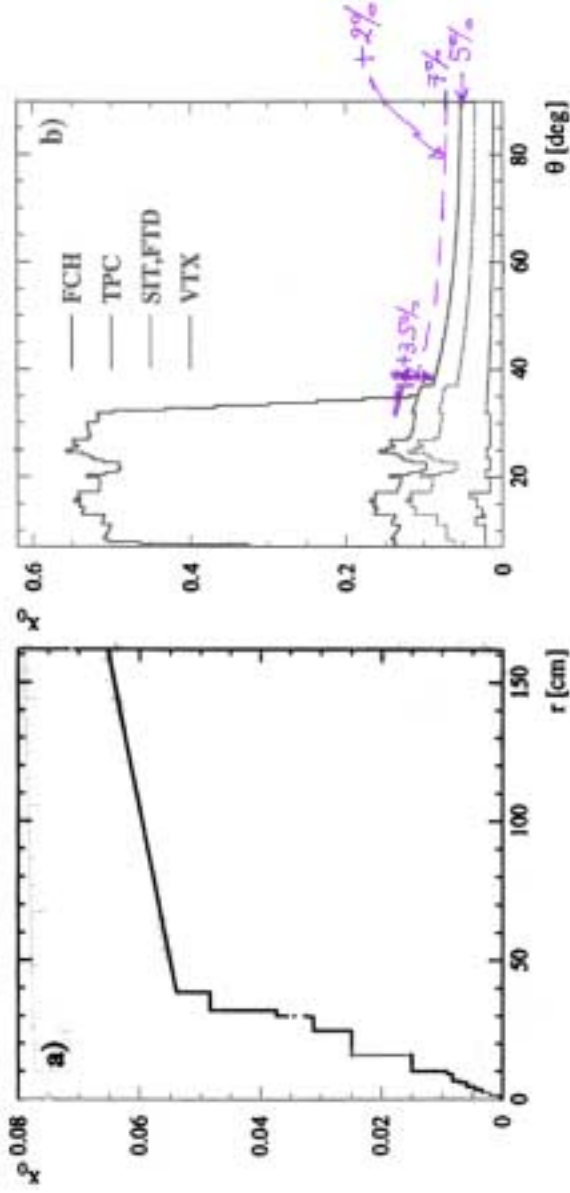 a)
X₀
0.08
0.06
0.04
0.02
0
0
50
100
150
r [cm]
b)
X₀
0.6
0.4
0.2
0
20
40
60
80
θ [deg]
— FCH
— TPC
— SIT,FTD
— VTX
+3.5%
+2%
7%
5%